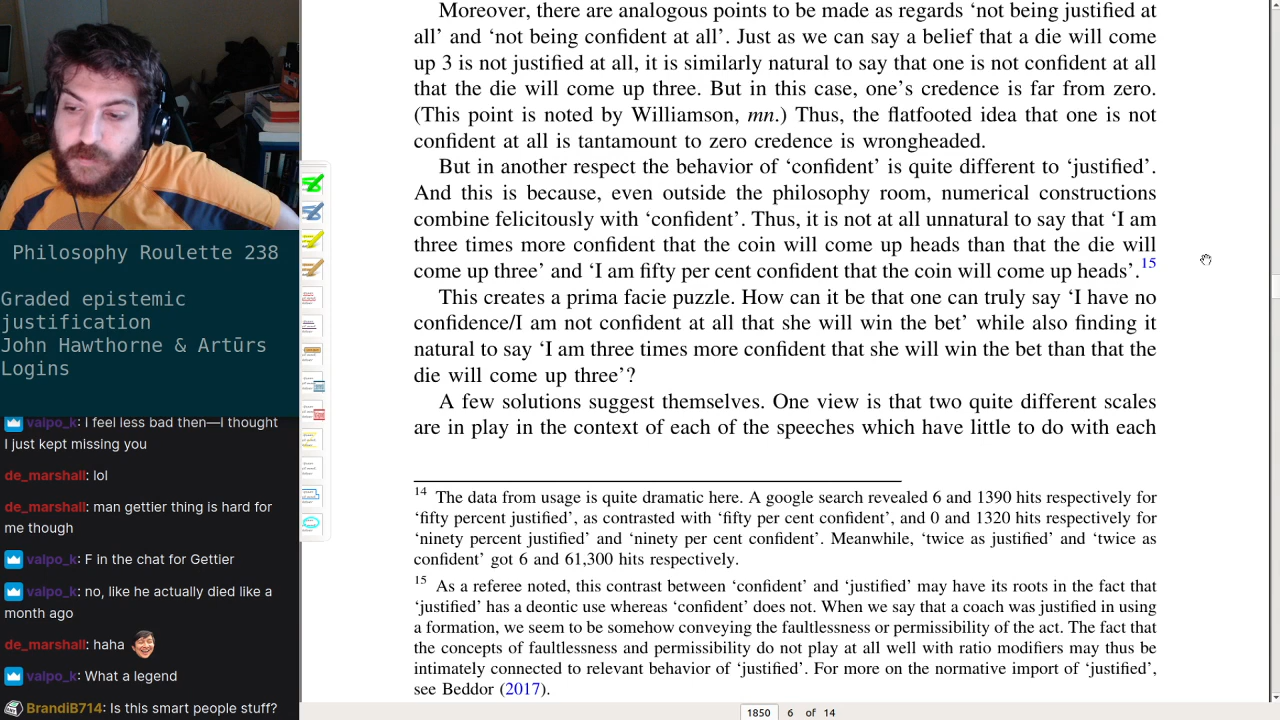 Philosophy Roulette 238
Graded epistemic
justification
John Hawthorne & Artūrs
Logins
valpo_k: I feel less bad then—I thought
I just kept missing you
de_marshall: lol
de_marshall: man gettier thing is hard for
me though
valpo_k: F in the chat for Gettier
valpo_k: no, like he actually died like a
month ago
de_marshall: haha
valpo_k: What a legend
BrandiB714: Is this smart people stuff?
Moreover, there are analogous points to be made as regards ‘not being justified at
all’ and ‘not being confident at all’. Just as we can say a belief that a die will come
up 3 is not justified at all, it is similarly natural to say that one is not confident at all
that the die will come up three. But in this case, one’s credence is far from zero.
(This point is noted by Williamson, mn.) Thus, the flatfooted idea that one is not
confident at all is tantamount to zero credence is wrongheaded.
But in another respect the behavior of ‘confident’ is quite different to ‘justified’.
And this is because, even outside the philosophy room, numerical constructions
combine felicitously with ‘confident’. Thus, it is not at all unnatural to say that ‘I am
three times more confident that the coin will come up heads than that the die will
come up three’ and ‘I am fifty per cent confident that the coin will come up heads’.15
This creates on its face a puzzle: How can it be that one can can say ‘I have no
confidence/I am not confident at all that she will win the bet’ while also finding it
natural to say ‘I am three times more confident that she will win the bet than that the
die will come up three’?
A few solutions suggest themselves. One view is that two quite different scales
are in play in the context of each of the speeches which have little to do with each
14 The data from usage is quite dramatic here. A google search revealed 6 and 1390 hits respectively for
‘fifty percent justified’ as contrasted with ‘fifty per cent confident’, and 10 and 1330 hits respectively for
‘ninety percent justified’ and ‘ninety per cent confident’. Meanwhile, ‘twice as justified’ and ‘twice as
confident’ got 6 and 61,300 hits respectively.
15 As a referee noted, this contrast between ‘confident’ and ‘justified’ may have its roots in the fact that
‘justified’ has a deontic use whereas ‘confident’ does not. When we say that a coach was justified in using
a formation, we seem to be somehow conveying the faultlessness or permissibility of the act. The fact that
the concepts of faultlessness and permissibility do not play at all well with ratio modifiers may thus be
intimately connected to relevant behavior of ‘justified’. For more on the normative import of ‘justified’,
see Beddor (2017).
1850 6 of 14